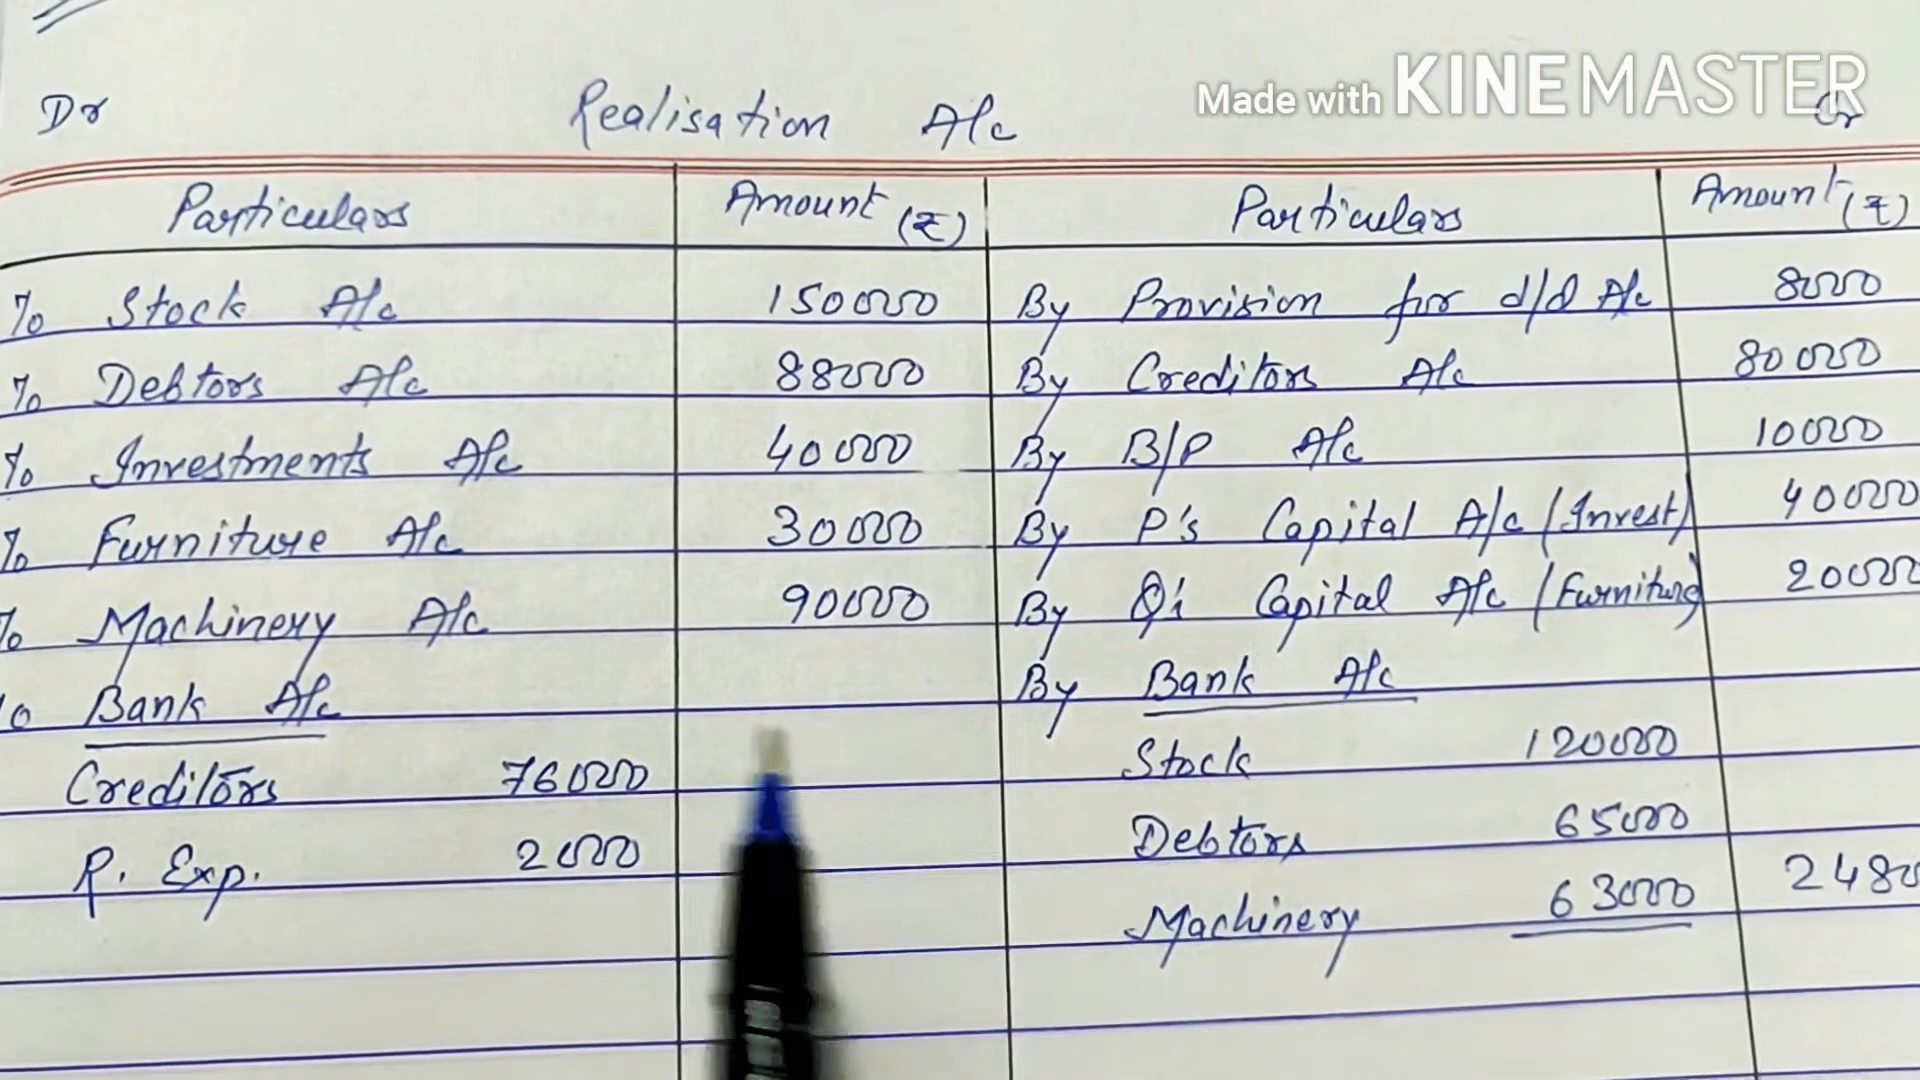 Made with KINEMASTER
Dr Realisation A/c Cr
Particulars Amount (₹) Particulars Amount (₹)
To Stock A/c 150000 By Provision for d/d A/c 8000
To Debtors A/c 88000 By Creditors A/c 80000
To Investments A/c 40000 By B/P A/c 10000
To Furniture A/c 30000 By P's Capital A/c (Invest) 40000
To Machinery A/c 90000 By Q's Capital A/c (Furniture) 20000
To Bank A/c By Bank A/c
Creditors 76000 Stock 120000
R. Exp. 2000 Debtors 65000
Machinery 63000 2480